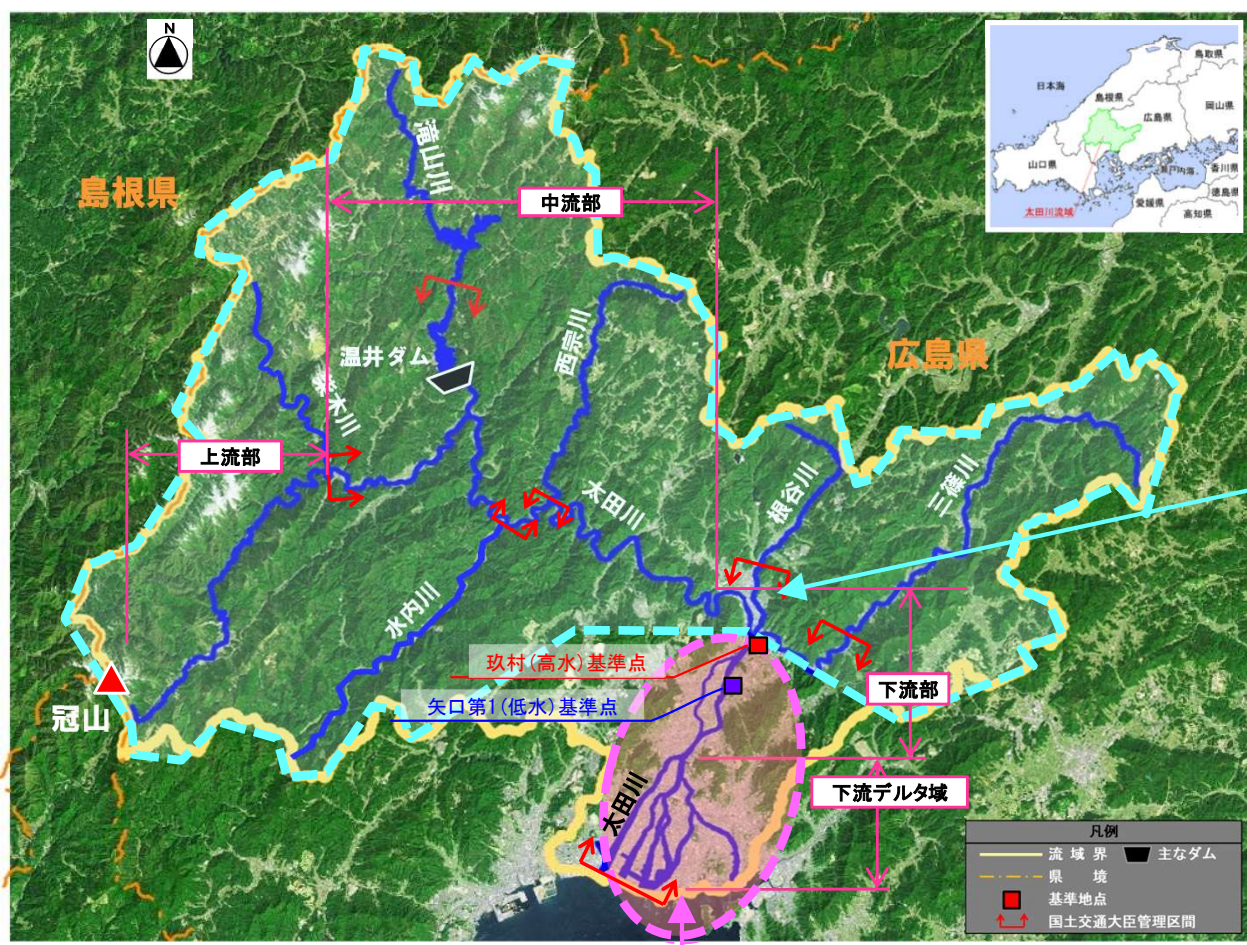 N
鳥取県
日本海
島根県
岡山県
広島県
山口県
瀬戸内海
香川県
徳島県
愛媛県
高知県
太田川流域
島根県
滝山川
中流部
温井ダム
西宗川
広島県
柴木川
上流部
太田川
根谷川
三篠川
水内川
玖村(高水)基準点
矢口第1(低水)基準点
下流部
冠山
下流デルタ域
太田川
凡例
流域界
主なダム
県境
基準地点
国土交通大臣管理区間